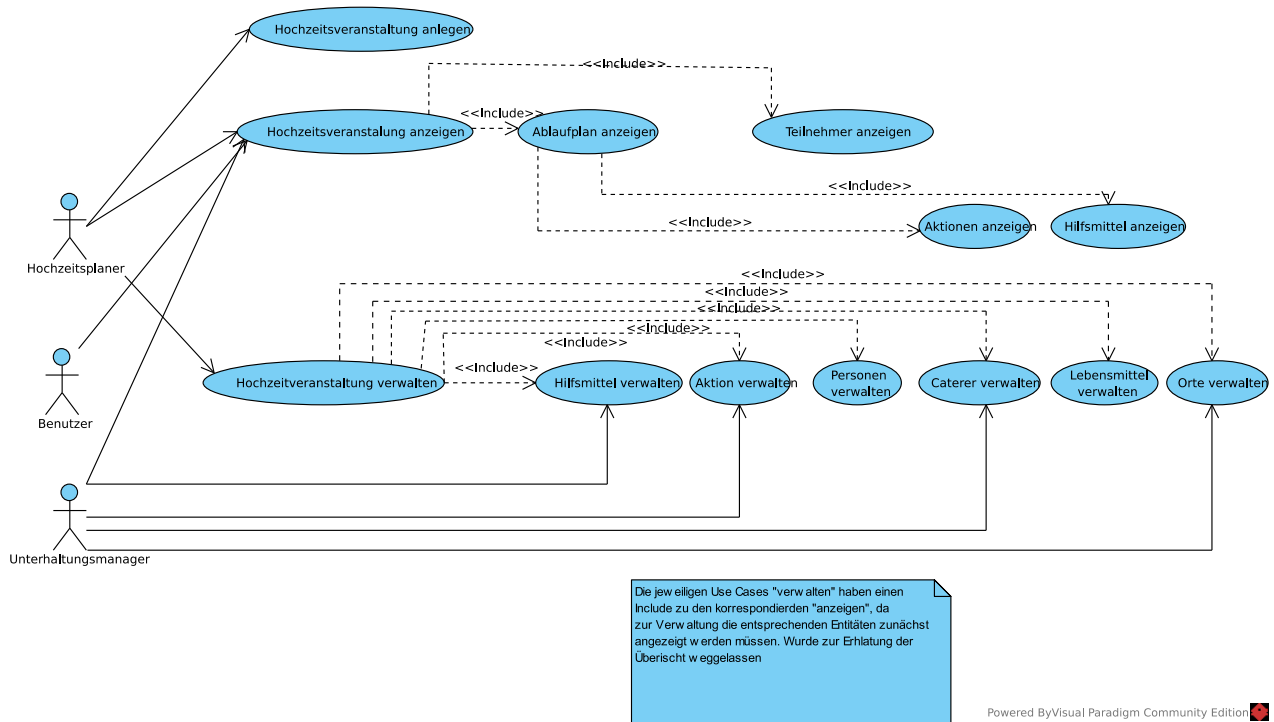 Hochzeitsveranstaltung anlegen
<<Include>>
<<Include>>
Hochzeitsveranstalung anzeigen
Ablaufplan anzeigen
Teilnehmer anzeigen
<<Include>>
<<Include>>
Aktionen anzeigen
Hilfsmittel anzeigen
Hochzeitsplaner
<<Include>>
<<Include>>
<<Include>>
<<Include>>
<<Include>>
<<Include>>
Hochzeitveranstaltung verwalten
Hilfsmittel verwalten
Aktion verwalten
Personen
verwalten
Caterer verwalten
Lebensmittel
verwalten
Orte verwalten
Benutzer
Unterhaltungsmanager
Die jeweiligen Use Cases "verwalten" haben einen
Include zu den korrespondierden "anzeigen", da
zur Verwaltung die entsprechenden Entitäten zunächst
angezeigt werden müssen. Wurde zur Erhlatung der
Überischt weggelassen
Powered ByVisual Paradigm Community Edition